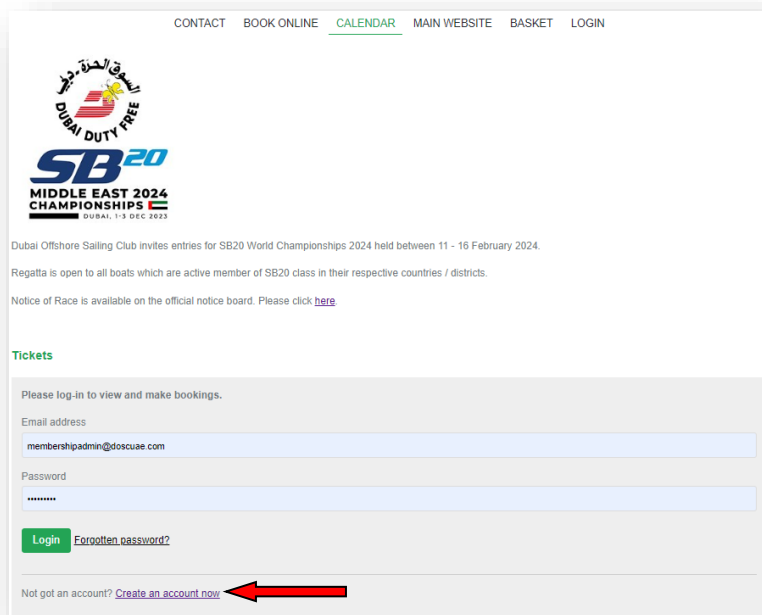 CONTACT BOOK ONLINE CALENDAR MAIN WEBSITE BASKET LOGIN
السوق الحرة - دبي
DUBAI DUTY FREE
SB20
MIDDLE EAST 2024
CHAMPIONSHIPS
DUBAI, 1-3 DEC 2023
Dubai Offshore Sailing Club invites entries for SB20 World Championships 2024 held between 11 - 16 February 2024.
Regatta is open to all boats which are active member of SB20 class in their respective countries / districts.
Notice of Race is available on the official notice board. Please click here.
Tickets
Please log-in to view and make bookings.
Email address
membershipadmin@doscuae.com
Password
•••••••••
Login Forgotten password?
Not got an account? Create an account now